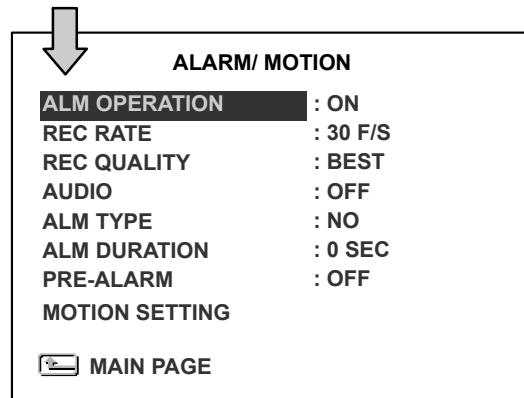 ALARM/ MOTION
ALM OPERATION : ON
REC RATE : 30 F/S
REC QUALITY : BEST
AUDIO : OFF
ALM TYPE : NO
ALM DURATION : 0 SEC
PRE-ALARM : OFF
MOTION SETTING
MAIN PAGE